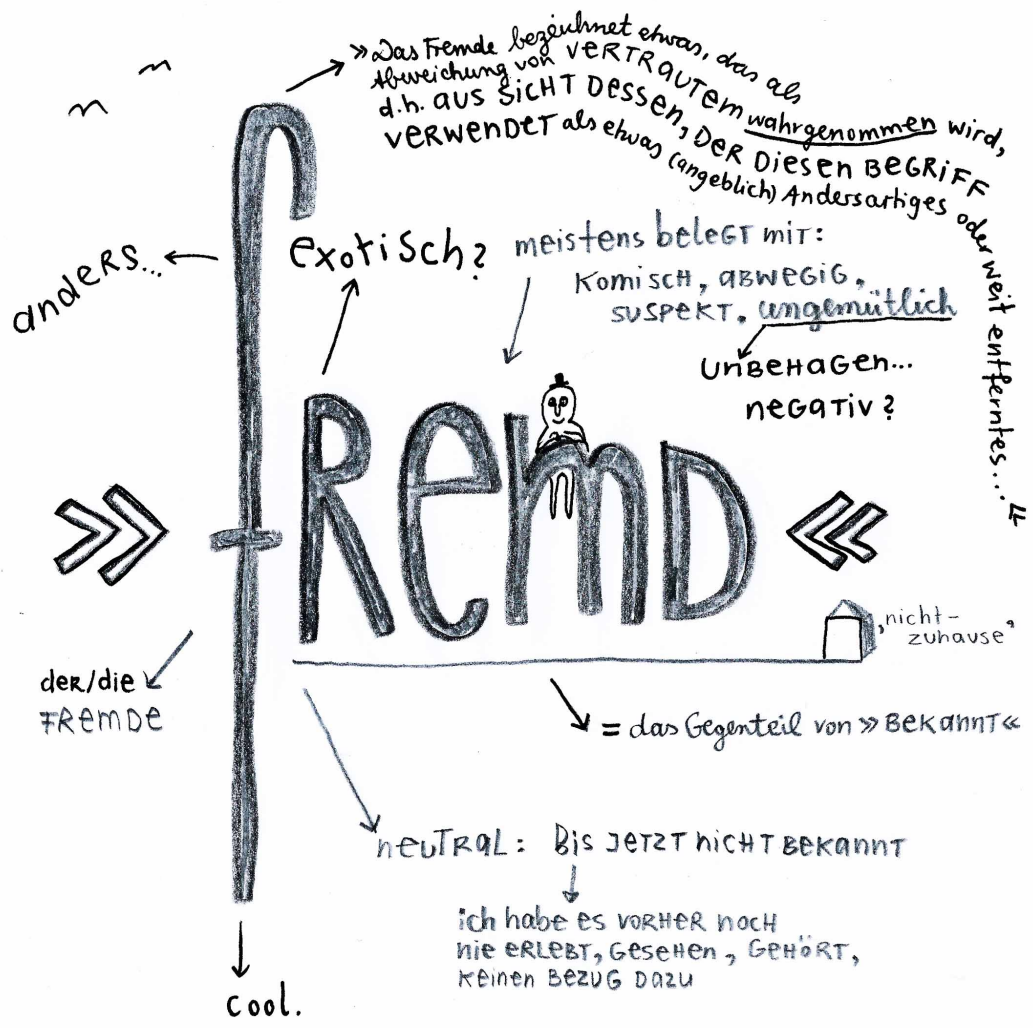 »Das Fremde bezeichnet etwas, das als
Abweichung von VERTRAUTEM wahrgenommen wird,
d.h. aus SICHT DESSEN, DER DIESEN BEGRIFF
VERWENDET als etwas (angeblich) Andersartiges oder weit entferntes....«
anders...
exotisch?
meistens belegt mit:
Komisch, abwegig,
suspekt, ungemütlich
Unbehagen...
negativ?
»fRemD«
‚nicht-
zuhause‘
der/die
FRemDe
= das Gegenteil von »Bekannt«
neutral: Bis jetzt nicht bekannt
ich habe es vorher noch
nie erlebt, gesehen, gehört,
keinen Bezug dazu
cool.